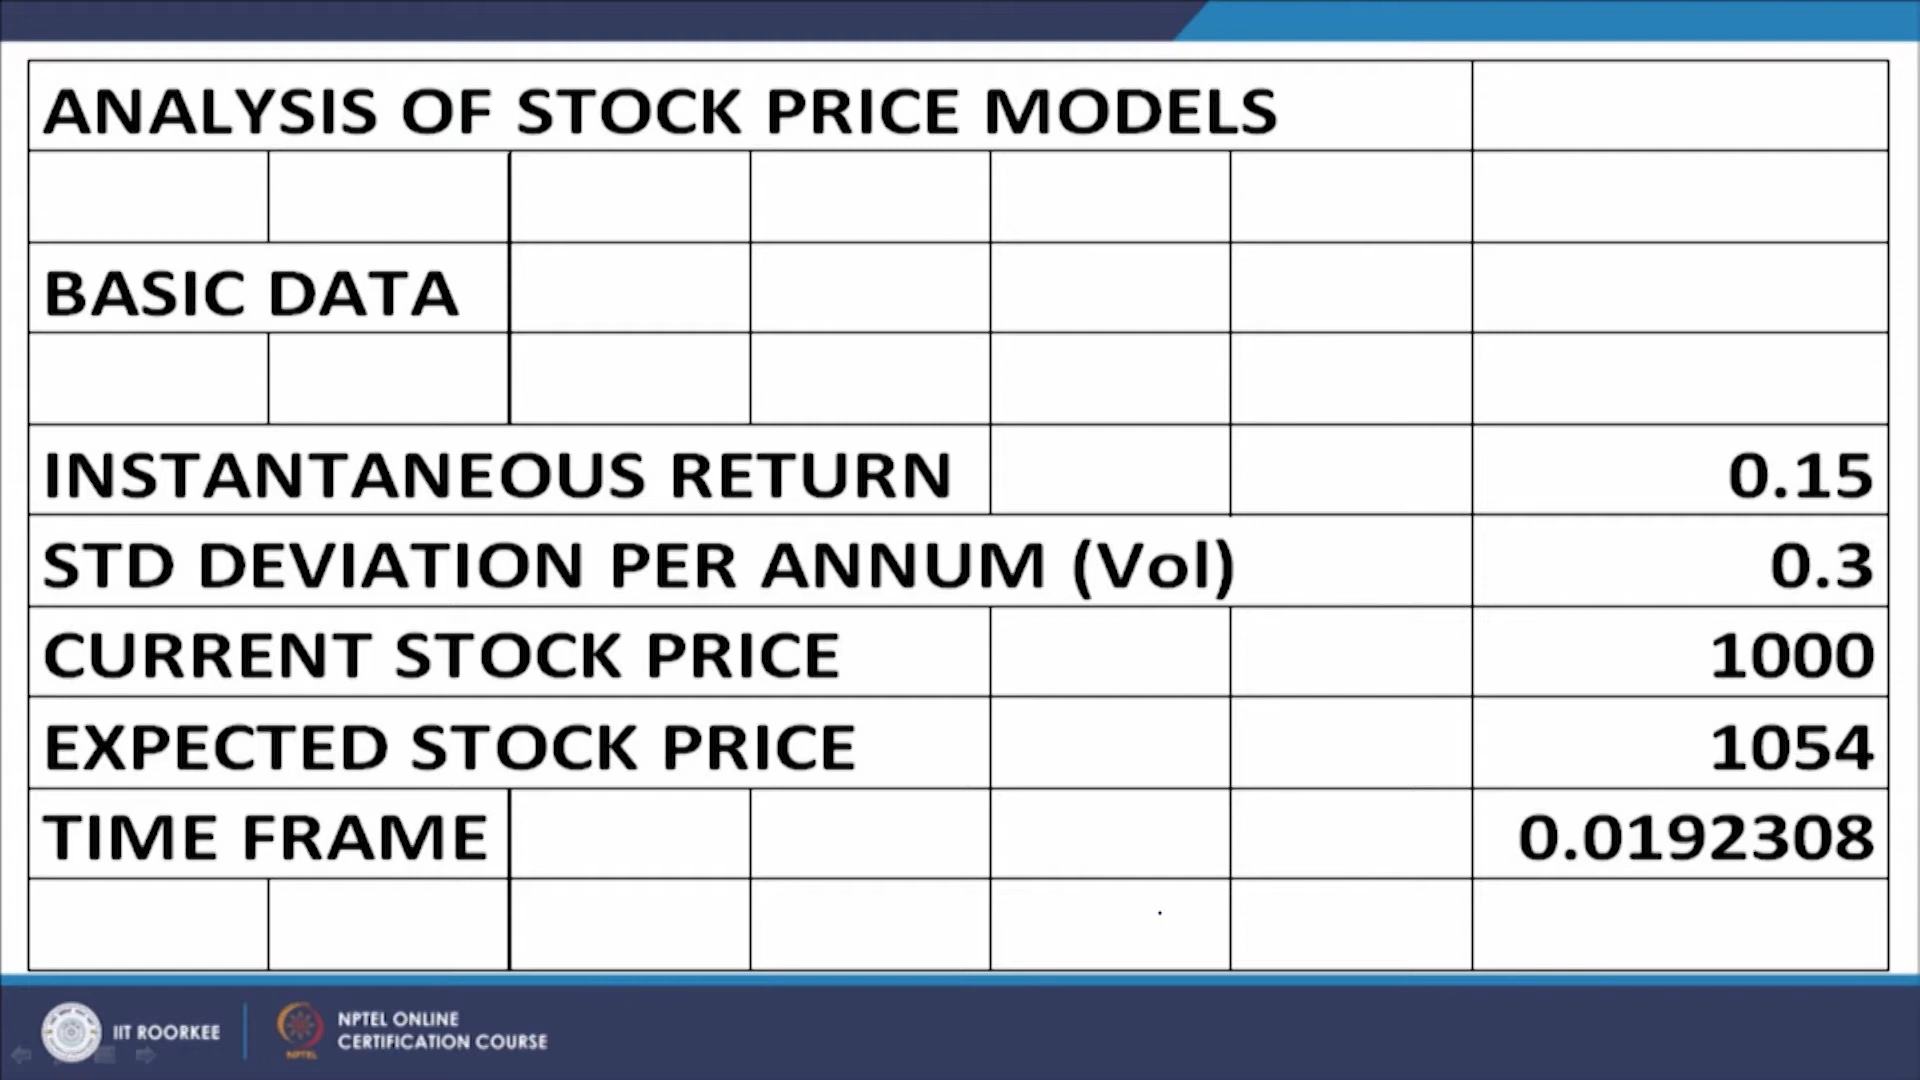 ANALYSIS OF STOCK PRICE MODELS
BASIC DATA
INSTANTANEOUS RETURN 0.15
STD DEVIATION PER ANNUM (Vol) 0.3
CURRENT STOCK PRICE 1000
EXPECTED STOCK PRICE 1054
TIME FRAME 0.0192308
IIT ROORKEE
NPTEL
NPTEL ONLINE
CERTIFICATION COURSE